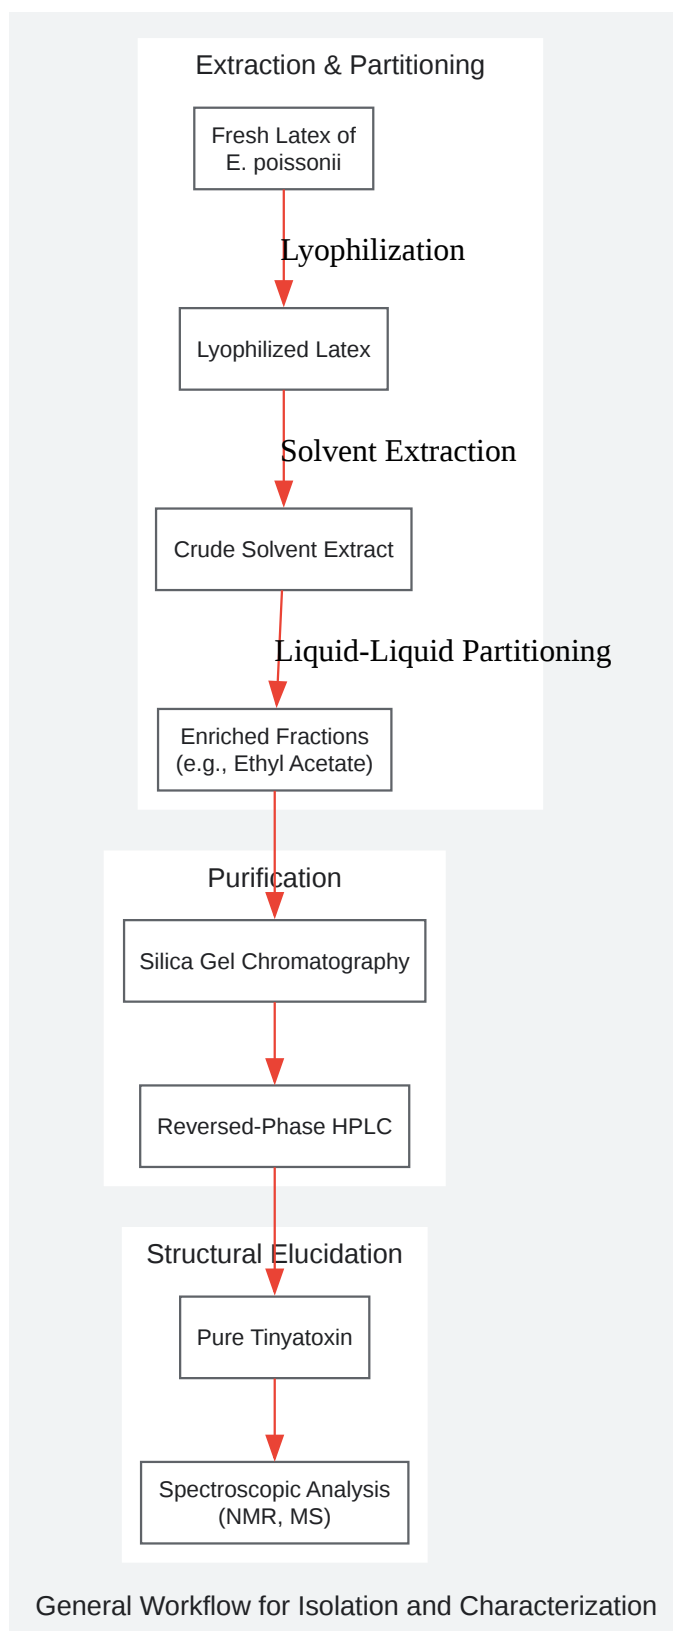 Extraction & Partitioning
Fresh Latex of
E. poissonii
Lyophilization
Lyophilized Latex
Solvent Extraction
Crude Solvent Extract
Liquid-Liquid Partitioning
Enriched Fractions
(e.g., Ethyl Acetate)
Purification
Silica Gel Chromatography
Reversed-Phase HPLC
Structural Elucidation
Pure Tinyatoxin
Spectroscopic Analysis
(NMR, MS)
General Workflow for Isolation and Characterization